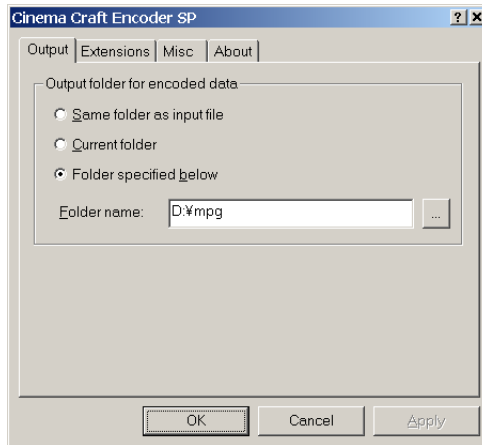 Cinema Craft Encoder SP
Output Extensions Misc About
Output folder for encoded data
Same folder as input file
Current folder
Folder specified below
Folder name: D:¥mpg ...
OK Cancel Apply